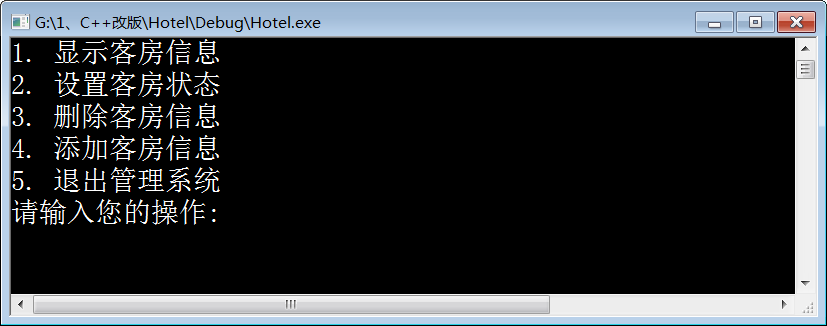 G:\1、C++改版\Hotel\Debug\Hotel.exe
1. 显示客房信息
2. 设置客房状态
3. 删除客房信息
4. 添加客房信息
5. 退出管理系统
请输入您的操作: